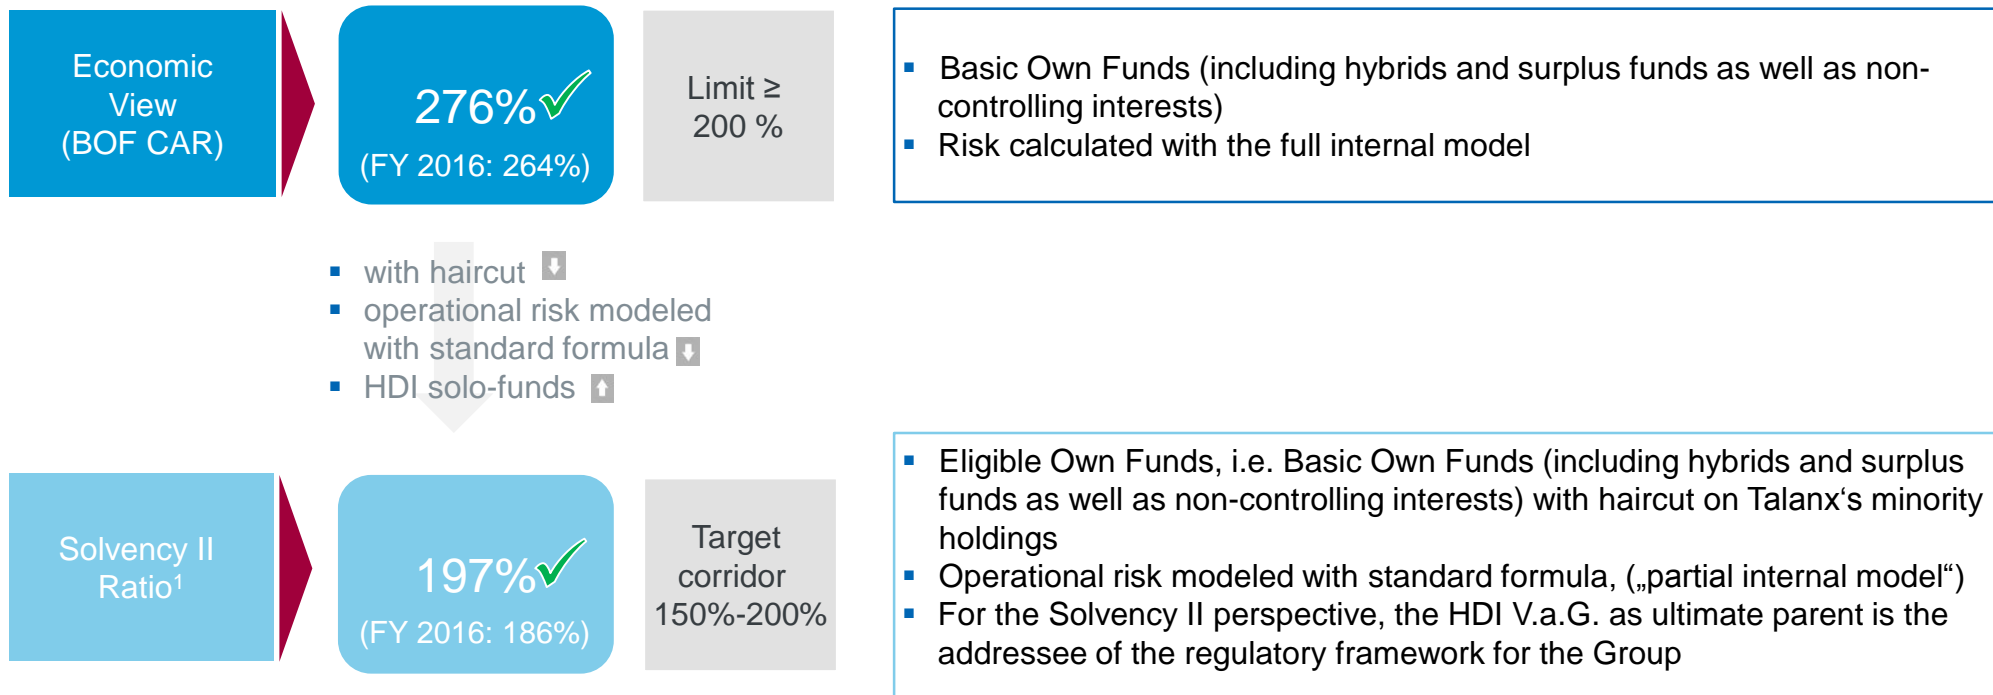 Economic
View
(BOF CAR)
276%
(FY 2016: 264%)
Limit ≥
200 %
▪ Basic Own Funds (including hybrids and surplus funds as well as non-
controlling interests)
▪ Risk calculated with the full internal model
▪ with haircut
▪ operational risk modeled
with standard formula
▪ HDI solo-funds
Solvency II
Ratio¹
197%
(FY 2016: 186%)
Target
corridor
150%-200%
▪ Eligible Own Funds, i.e. Basic Own Funds (including hybrids and surplus
funds as well as non-controlling interests) with haircut on Talanx‘s minority
holdings
▪ Operational risk modeled with standard formula, („partial internal model“)
▪ For the Solvency II perspective, the HDI V.a.G. as ultimate parent is the
addressee of the regulatory framework for the Group